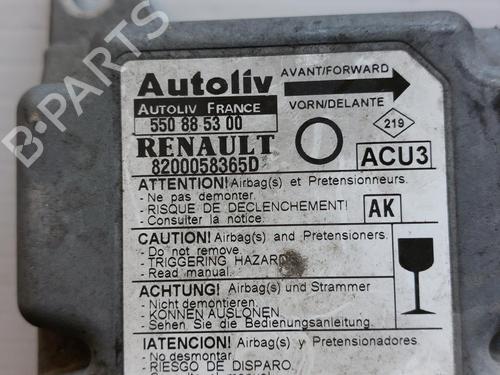 Autoliv
AVANT/FORWARD
AUTOLIV FRANCE
VORN/DELANTE
550 88 53 00
219
RENAULT
8200058365D
ACU3
ATTENTION! Airbag(s) et Pretensionneurs.
- Ne pas demonter.
- RISQUE DE DECLENCHEMENT!
- Consulter la notice.
AK
CAUTION! Airbag(s) and Pretensioners.
- Do not remove
- TRIGGERING HAZARD
- Read manual.
ACHTUNG! Airbag(s) und Strammer
- Nicht demontieren.
- KONNEN AUSLOSEN.
- Sehen Sie die Bedienungsanleitung.
!ATENCION! Airbag(s) y Pretensionadores.
- No desmontar.
- RIESGO DE DISPARO.
B-PARTS